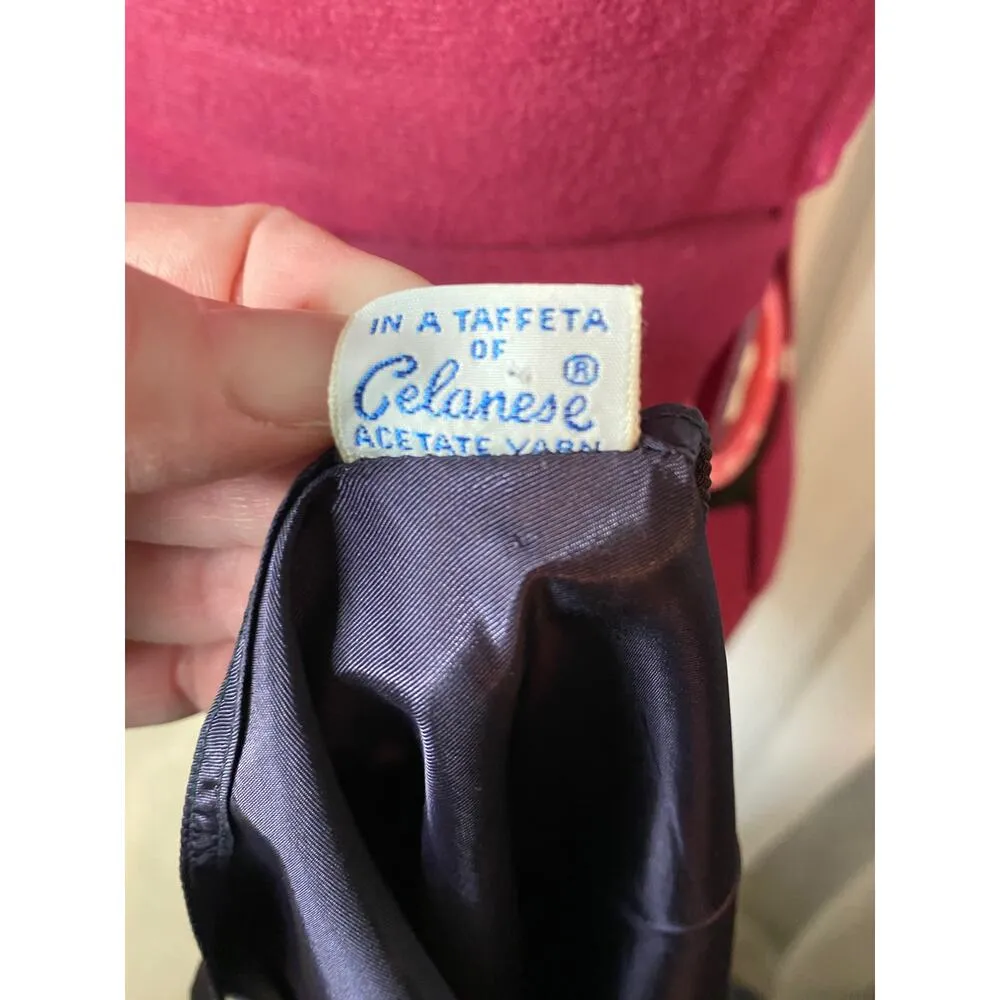 IN A TAFFETA
OF
Celanese ®
ACETATE YARN